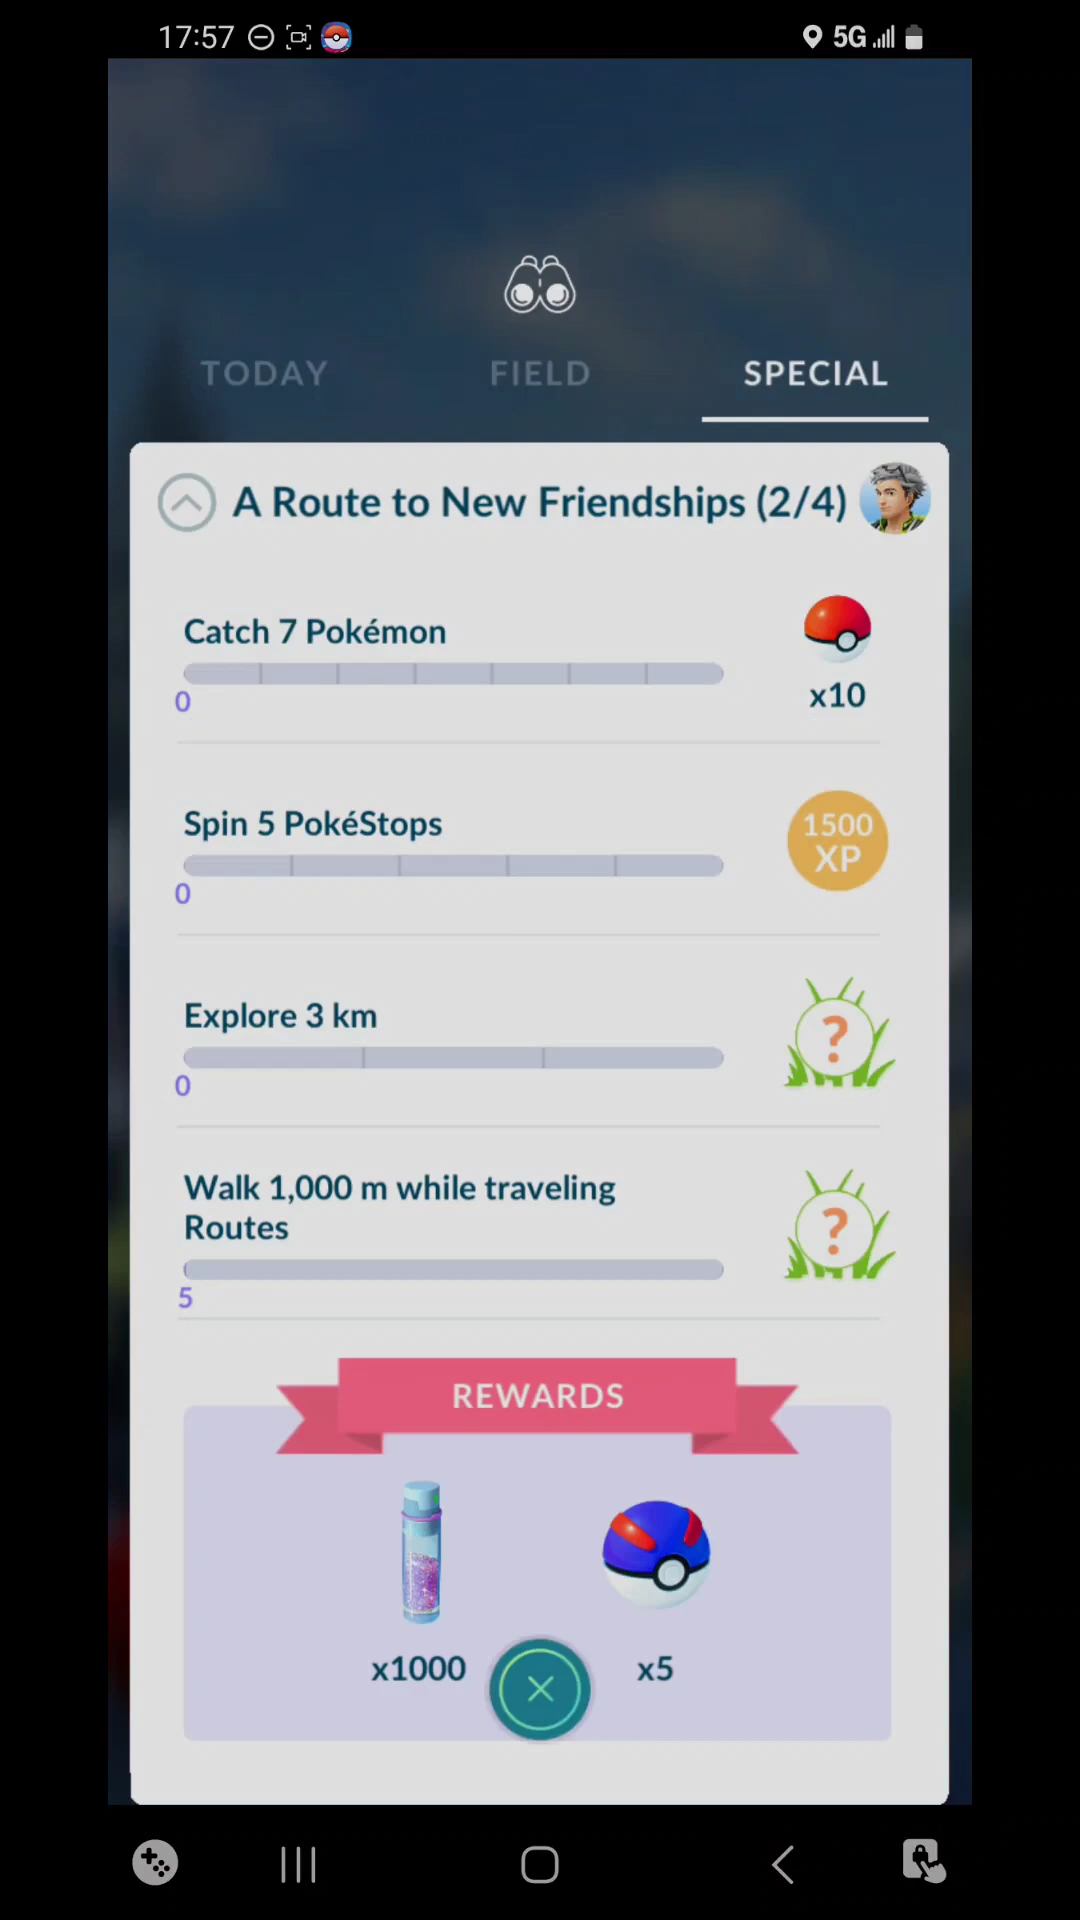 17:57
5G
TODAY
FIELD
SPECIAL
A Route to New Friendships (2/4)
Catch 7 Pokémon
0
x10
Spin 5 PokéStops
0
1500
XP
Explore 3 km
0
?
Walk 1,000 m while traveling
Routes
5
?
REWARDS
x1000
x5